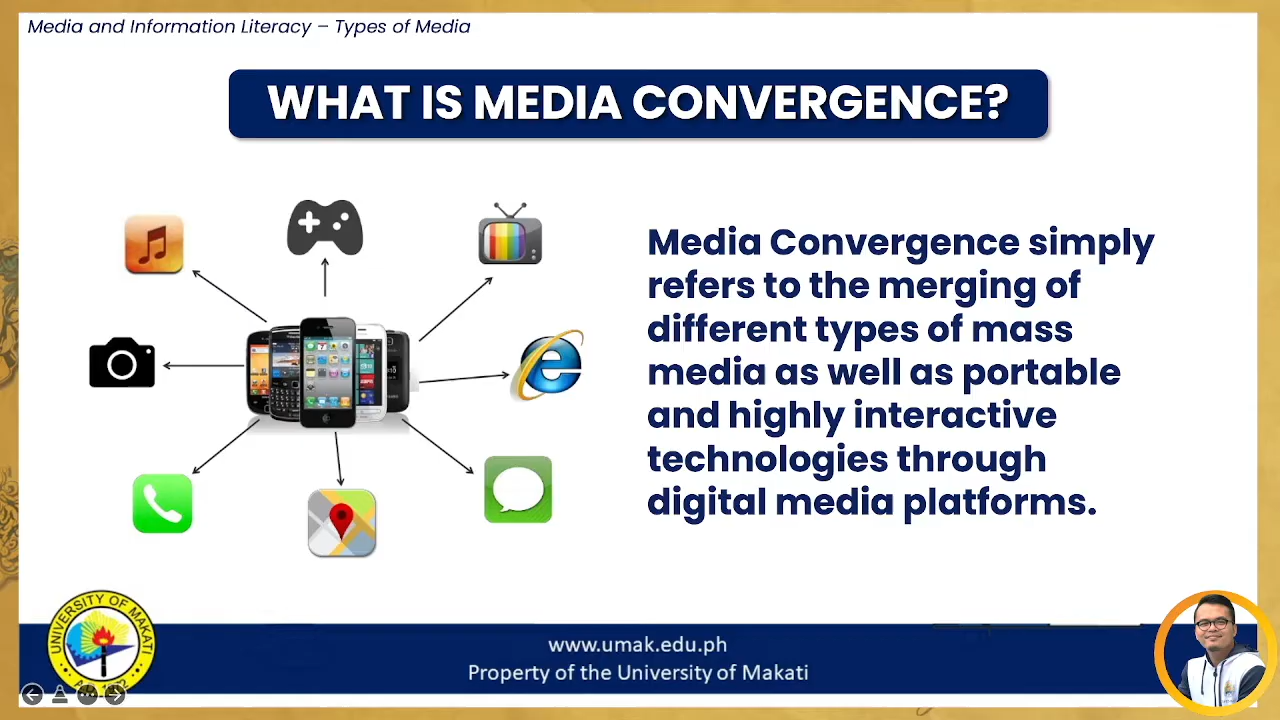 Media and Information Literacy – Types of Media
WHAT IS MEDIA CONVERGENCE?
Media Convergence simply
refers to the merging of
different types of mass
media as well as portable
and highly interactive
technologies through
digital media platforms.
UNIVERSITY OF MAKATI
www.umak.edu.ph
Property of the University of Makati